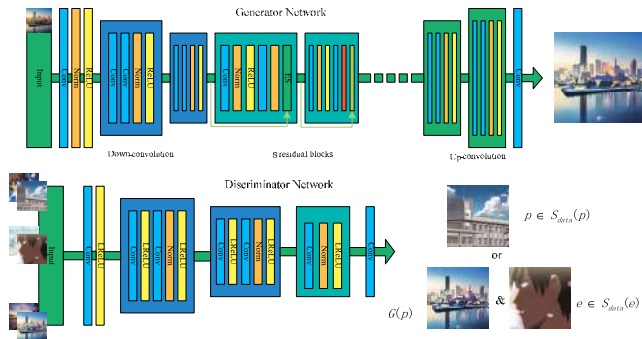 Generator Network
Input
Conv
Norm
ReLU
Conv
Conv
Norm
ReLU
Conv
Norm
ReLU
ES
Conv
Down-convolution
8 residual blocks
Up-convolution
Discriminator Network
Input
Conv
LReLU
Conv
LReLU
Conv
Norm
LReLU
Conv
LReLU
Conv
Norm
LReLU
Conv
Norm
LReLU
Conv
p ∈ S_data(p)
or
G(p)
&
e ∈ S_data(e)